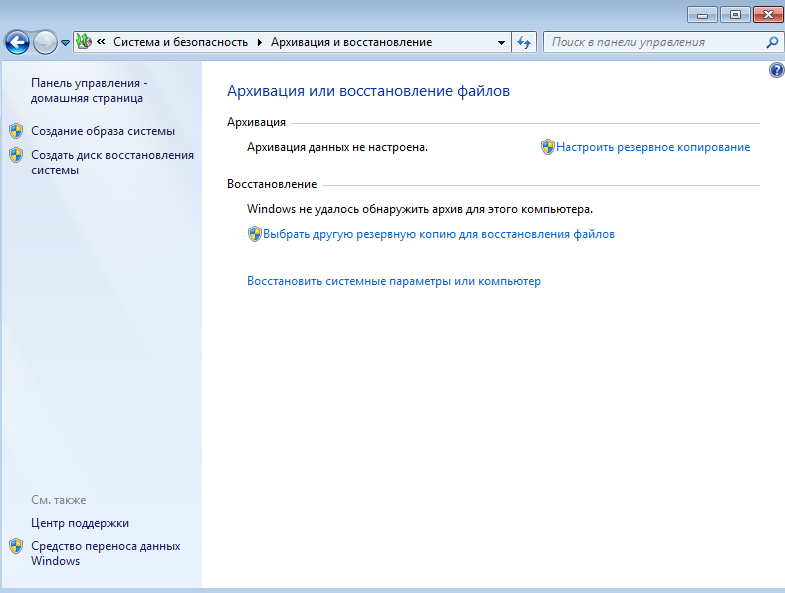 « Система и безопасность ▸ Архивация и восстановление
Поиск в панели управления
Панель управления -
домашняя страница
Создание образа системы
Создать диск восстановления
системы
Архивация или восстановление файлов
Архивация
Архивация данных не настроена.
Настроить резервное копирование
Восстановление
Windows не удалось обнаружить архив для этого компьютера.
Выбрать другую резервную копию для восстановления файлов
Восстановить системные параметры или компьютер
См. также
Центр поддержки
Средство переноса данных
Windows